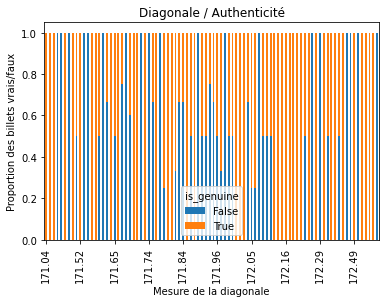 Diagonale / Authenticité
Proportion des billets vrais/faux
1.0
0.8
0.6
0.4
0.2
0.0
is_genuine
False
True
171.04
171.52
171.65
171.74
171.84
171.96
172.05
172.16
172.29
172.49
Mesure de la diagonale